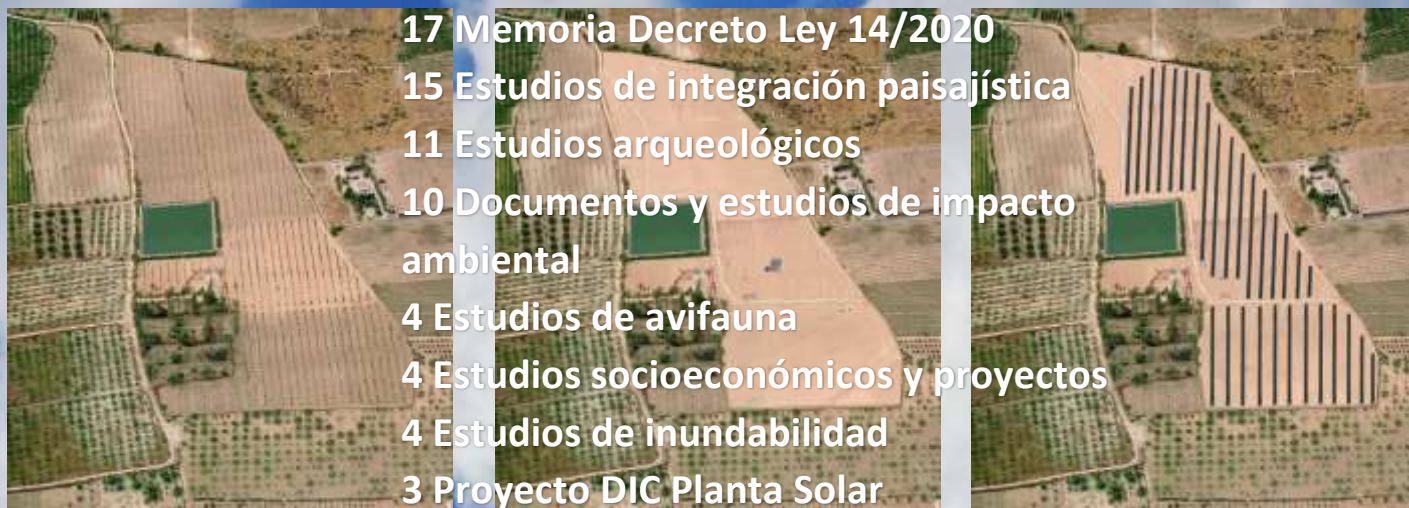 17 Memoria Decreto Ley 14/2020
15 Estudios de integración paisajística
11 Estudios arqueológicos
10 Documentos y estudios de impacto
ambiental
4 Estudios de avifauna
4 Estudios socioeconómicos y proyectos
4 Estudios de inundabilidad
3 Proyecto DIC Planta Solar